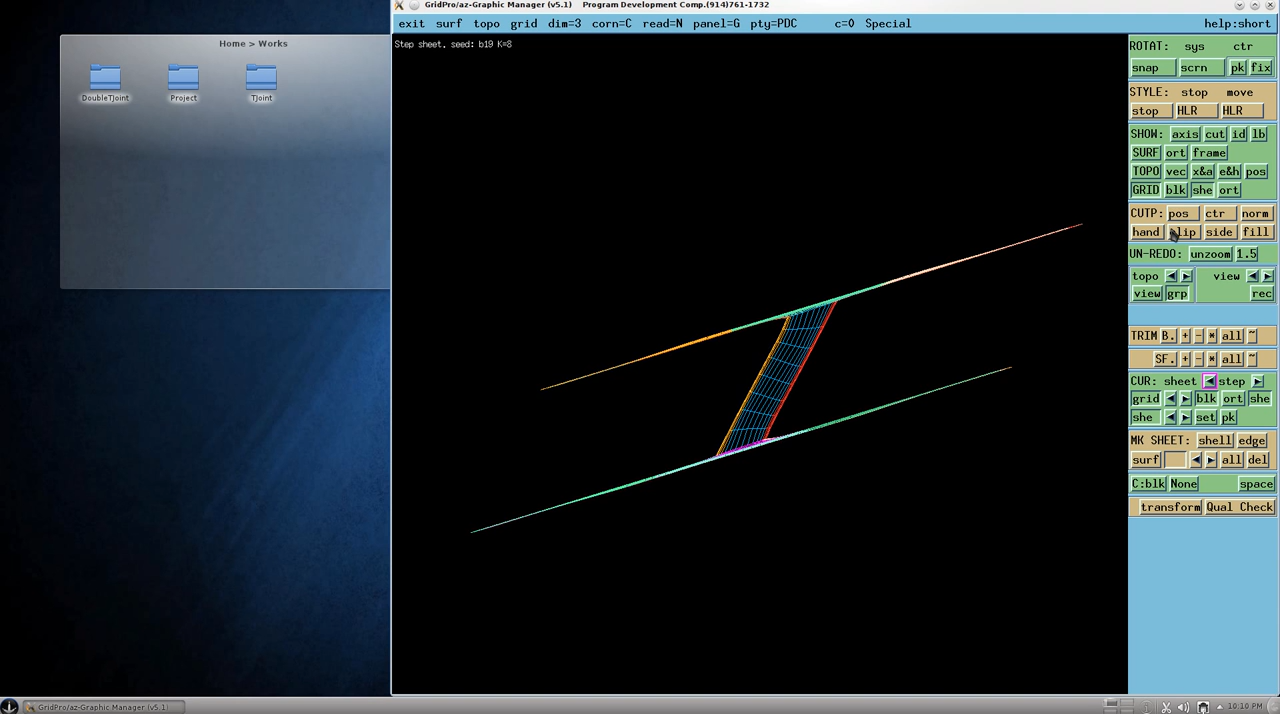 GridPro/az-Graphic Manager (v5.1) Program Development Comp.(914)761-1732
exit surf topo grid dim=3 corn=C read=N panel=G pty=PDC c=0 Special help:short
Step sheet, seed: b19 K=8
Home > Works
DoubleTJoint Project TJoint
ROTAT: sys ctr
snap scrn pk fix
STYLE: stop move
stop HLR HLR
SHOW: axis cut id lb
SURF ort frame
TOPO vec x&a e&h pos
GRID blk she ort
CUTP: pos ctr norm
hand side fill
UN-REDO: unzoom 1.5
topo view
view grp rec
TRIM B. + - * all ~
SF. + - * all ~
CUR: sheet step
grid blk ort she
she set pk
MK SHEET: shell edge
surf all del
C:blk None space
transform Qual Check
GridPro/az-Graphic Manager (v5.1)
10:10 PM